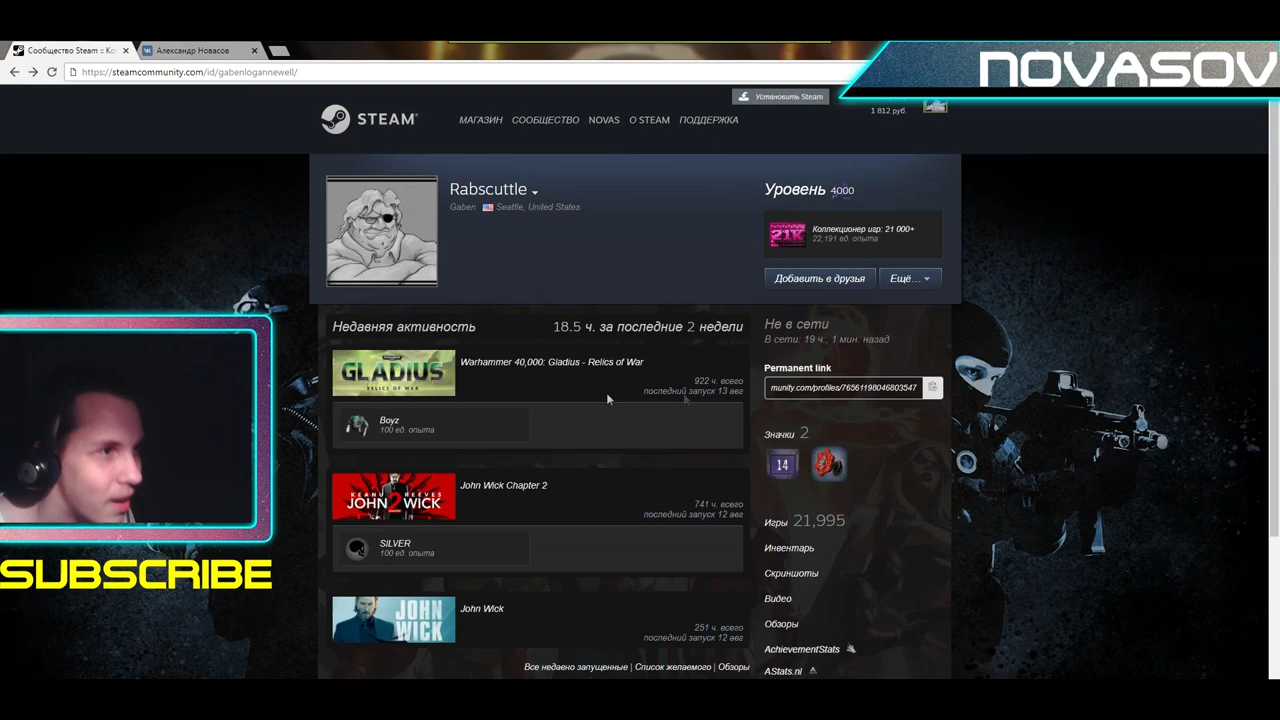 Сообщество Steam :: Ко
Александр Новасов
https://steamcommunity.com/id/gabenlogannewell/
NOVASOV
Установить Steam
1 812 руб.
STEAM
МАГАЗИН СООБЩЕСТВО NOVAS О STEAM ПОДДЕРЖКА
Rabscuttle
Gaben Seattle, United States
Уровень 4000
21K
Коллекционер игр: 21 000+
22,191 ед. опыта
Добавить в друзья
Ещё...
Недавняя активность
18.5 ч. за последние 2 недели
GLADIUS
RELICS OF WAR
Warhammer 40,000: Gladius - Relics of War
922 ч. всего
последний запуск 13 авг
Boyz
100 ед. опыта
KEANU REEVES
JOHN WICK 2
John Wick Chapter 2
741 ч. всего
последний запуск 12 авг
SILVER
100 ед. опыта
JOHN
WICK
John Wick
251 ч. всего
последний запуск 12 авг
Все недавно запущенные | Список желаемого | Обзоры
Не в сети
В сети: 19 ч., 1 мин. назад
Permanent link
munity.com/profiles/76561198046803547
Значки 2
14
Игры 21,995
Инвентарь
Скриншоты
Видео
Обзоры
AchievementStats
AStats.nl
SUBSCRIBE